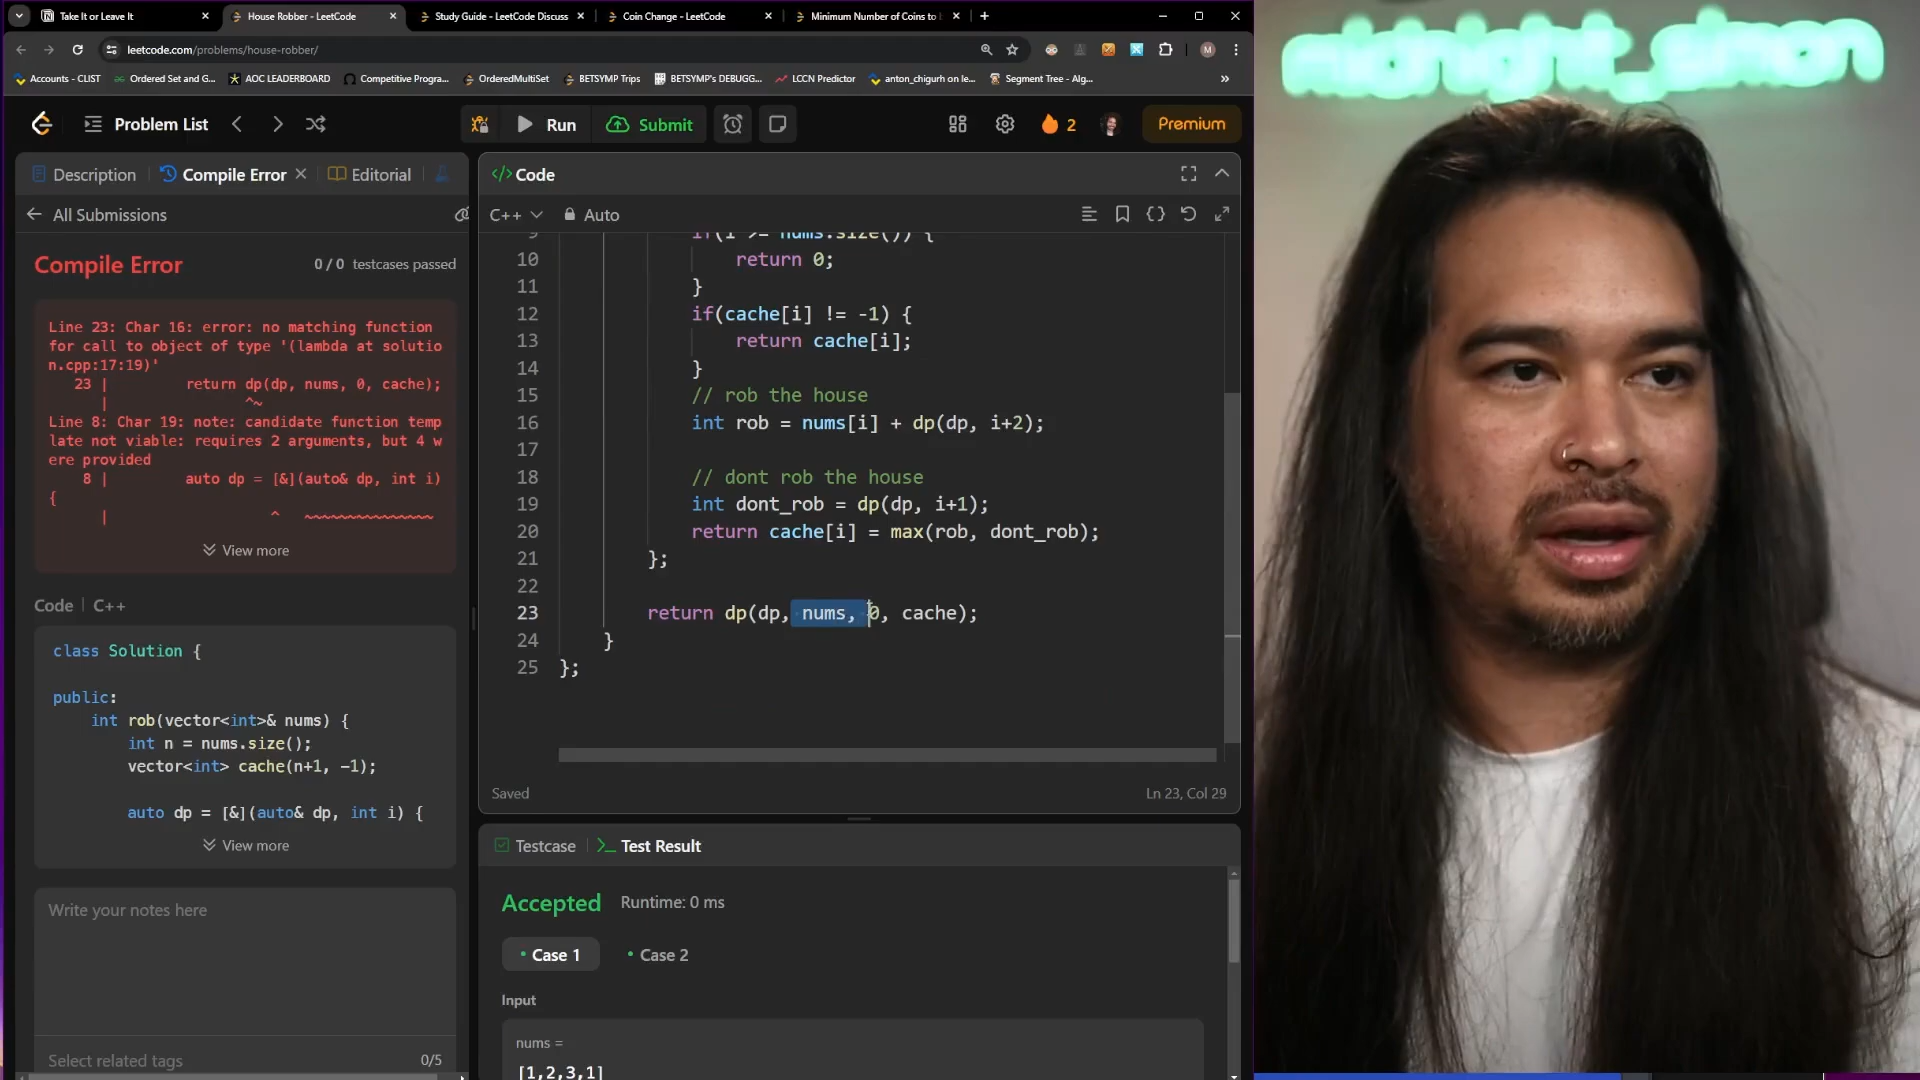 Take It or Leave It
House Robber - LeetCode
Study Guide - LeetCode Discuss
Coin Change - LeetCode
Minimum Number of Coins to
leetcode.com/problems/house-robber/
M
Accounts - CLIST
Ordered Set and G...
AOC LEADERBOARD
Competitive Progra...
OrderedMultiSet
BETSYMP Trips
BETSYMP's DEBUGG...
LCCN Predictor
anton_chigurh on le...
Segment Tree - Alg...
Problem List
Run
Submit
2
Premium
Description
Compile Error
Editorial
All Submissions
Compile Error
0 / 0 testcases passed
Line 23: Char 16: error: no matching function
for call to object of type '(lambda at solutio
n.cpp:17:19)'
23 | return dp(dp, nums, 0, cache);
| ^~
Line 8: Char 19: note: candidate function temp
late not viable: requires 2 arguments, but 4 w
ere provided
8 | auto dp = [&](auto& dp, int i)
{
| ^ ~~~~~~~~~~~~~~~
View more
Code | C++
class Solution {
public:
int rob(vector<int>& nums) {
int n = nums.size();
vector<int> cache(n+1, -1);
auto dp = [&](auto& dp, int i) {
View more
Write your notes here
Select related tags
0/5
</> Code
C++
Auto
9 if(i >= nums.size()) {
10 return 0;
11 }
12 if(cache[i] != -1) {
13 return cache[i];
14 }
15 // rob the house
16 int rob = nums[i] + dp(dp, i+2);
17
18 // dont rob the house
19 int dont_rob = dp(dp, i+1);
20 return cache[i] = max(rob, dont_rob);
21 };
22
23 return dp(dp, nums, 0, cache);
24 }
25 };
Saved
Ln 23, Col 29
Testcase
Test Result
Accepted
Runtime: 0 ms
Case 1
Case 2
Input
nums =
[1,2,3,1]
midnight_simon